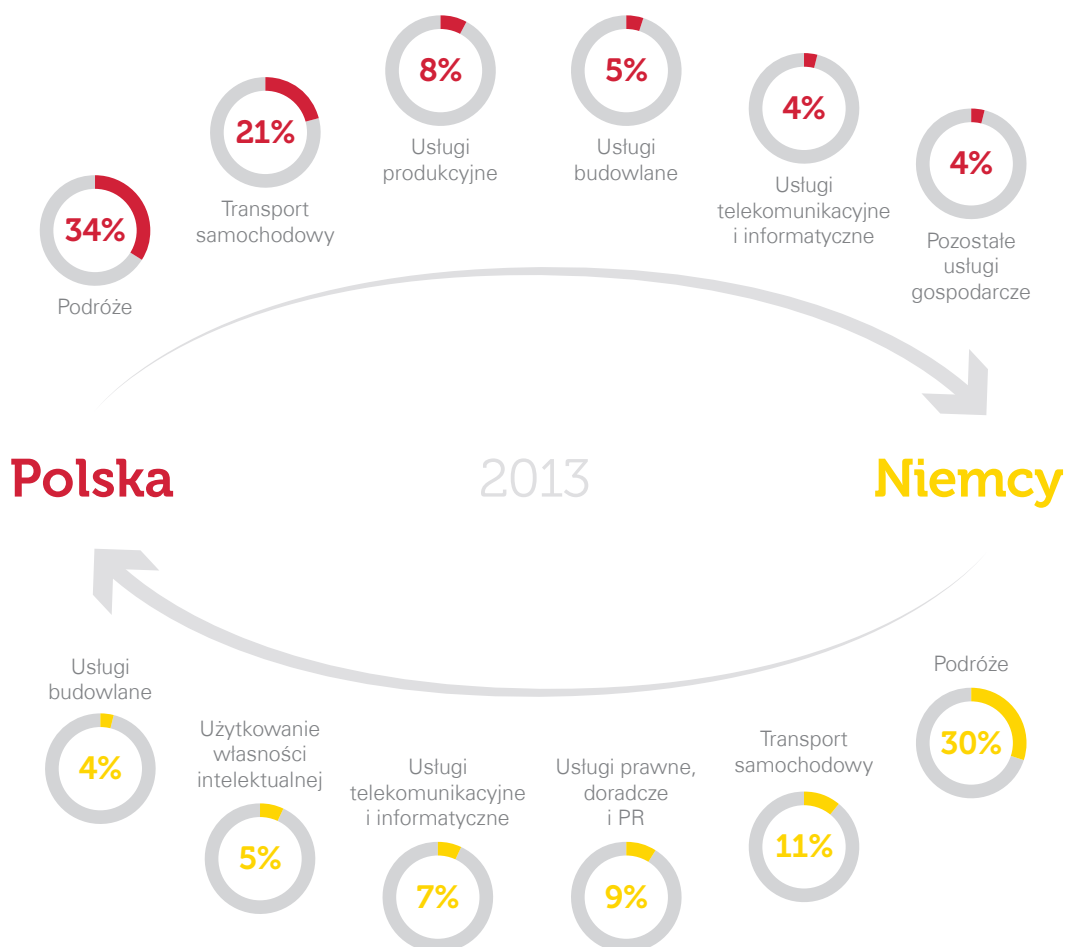 8%
Usługi
produkcyjne
5%
Usługi
budowlane
21%
Transport
samochodowy
4%
Usługi
telekomunikacyjne
i informatyczne
34%
Podróże
4%
Pozostałe
usługi
gospodarcze
Polska
2013
Niemcy
Usługi
budowlane
4%
Użytkowanie
własności
intelektualnej
5%
Usługi
telekomunikacyjne
i informatyczne
7%
Usługi prawne,
doradcze
i PR
9%
Transport
samochodowy
11%
Podróże
30%